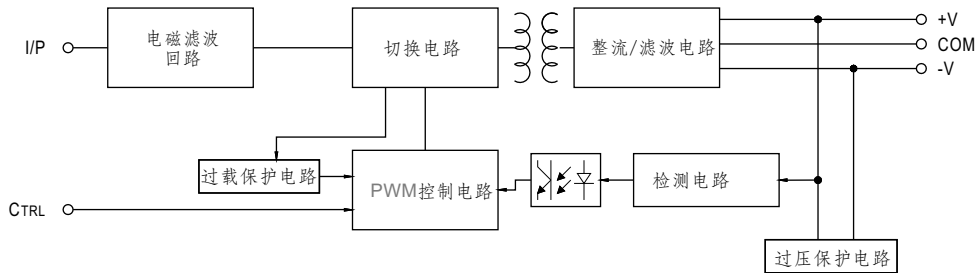 I/P
电磁滤波
回路
切换电路
整流/滤波电路
+V
COM
-V
过载保护电路
PWM控制电路
检测电路
CTRL
过压保护电路